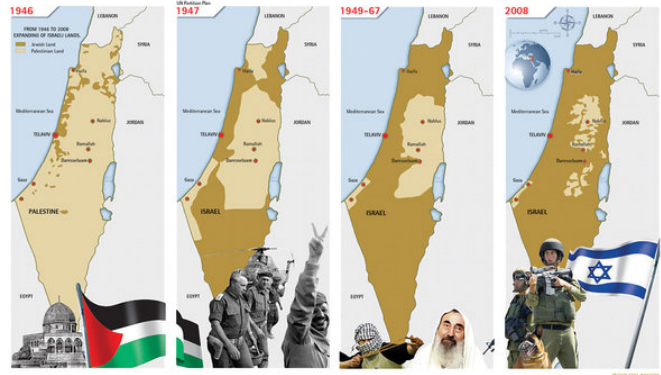 1946
FROM 1946 TO 2008
EXPANDING OF ISRAELI LANDS.
Jewish Land
Palestinian Land
LEBANON
SYRIA
Haifa
Mediterranean Sea
Nablus
TELAVIV
JORDAN
Ramallah
Gaza
PALESTINE
EGYPT
UN Partition Plan
1947
LEBANON
SYRIA
Haifa
Mediterranean Sea
Nablus
TELAVIV
JORDAN
Ramallah
Gaza
ISRAEL
1949-67
LEBANON
SYRIA
Haifa
Mediterranean Sea
Nablus
TELAVIV
JORDAN
Ramallah
Gaza
ISRAEL
EGYPT
2008
LEBANON
SYRIA
Haifa
Mediterranean Sea
Nablus
TELAVIV
JORDAN
Ramallah
Gaza
ISRAEL
EGYPT